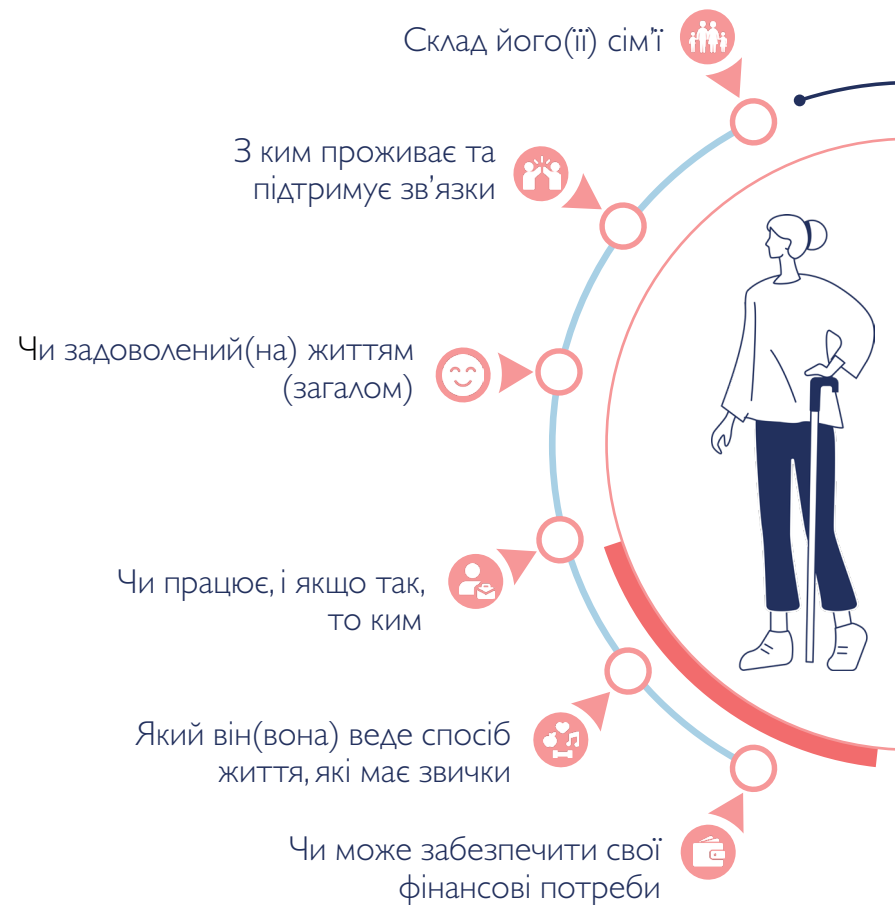 Склад його(її) сім’ї
З ким проживає та
підтримує зв’язки
Чи задоволений(на) життям
(загалом)
Чи працює, і якщо так,
то ким
Який він(вона) веде спосіб
життя, які має звички
Чи може забезпечити свої
фінансові потреби